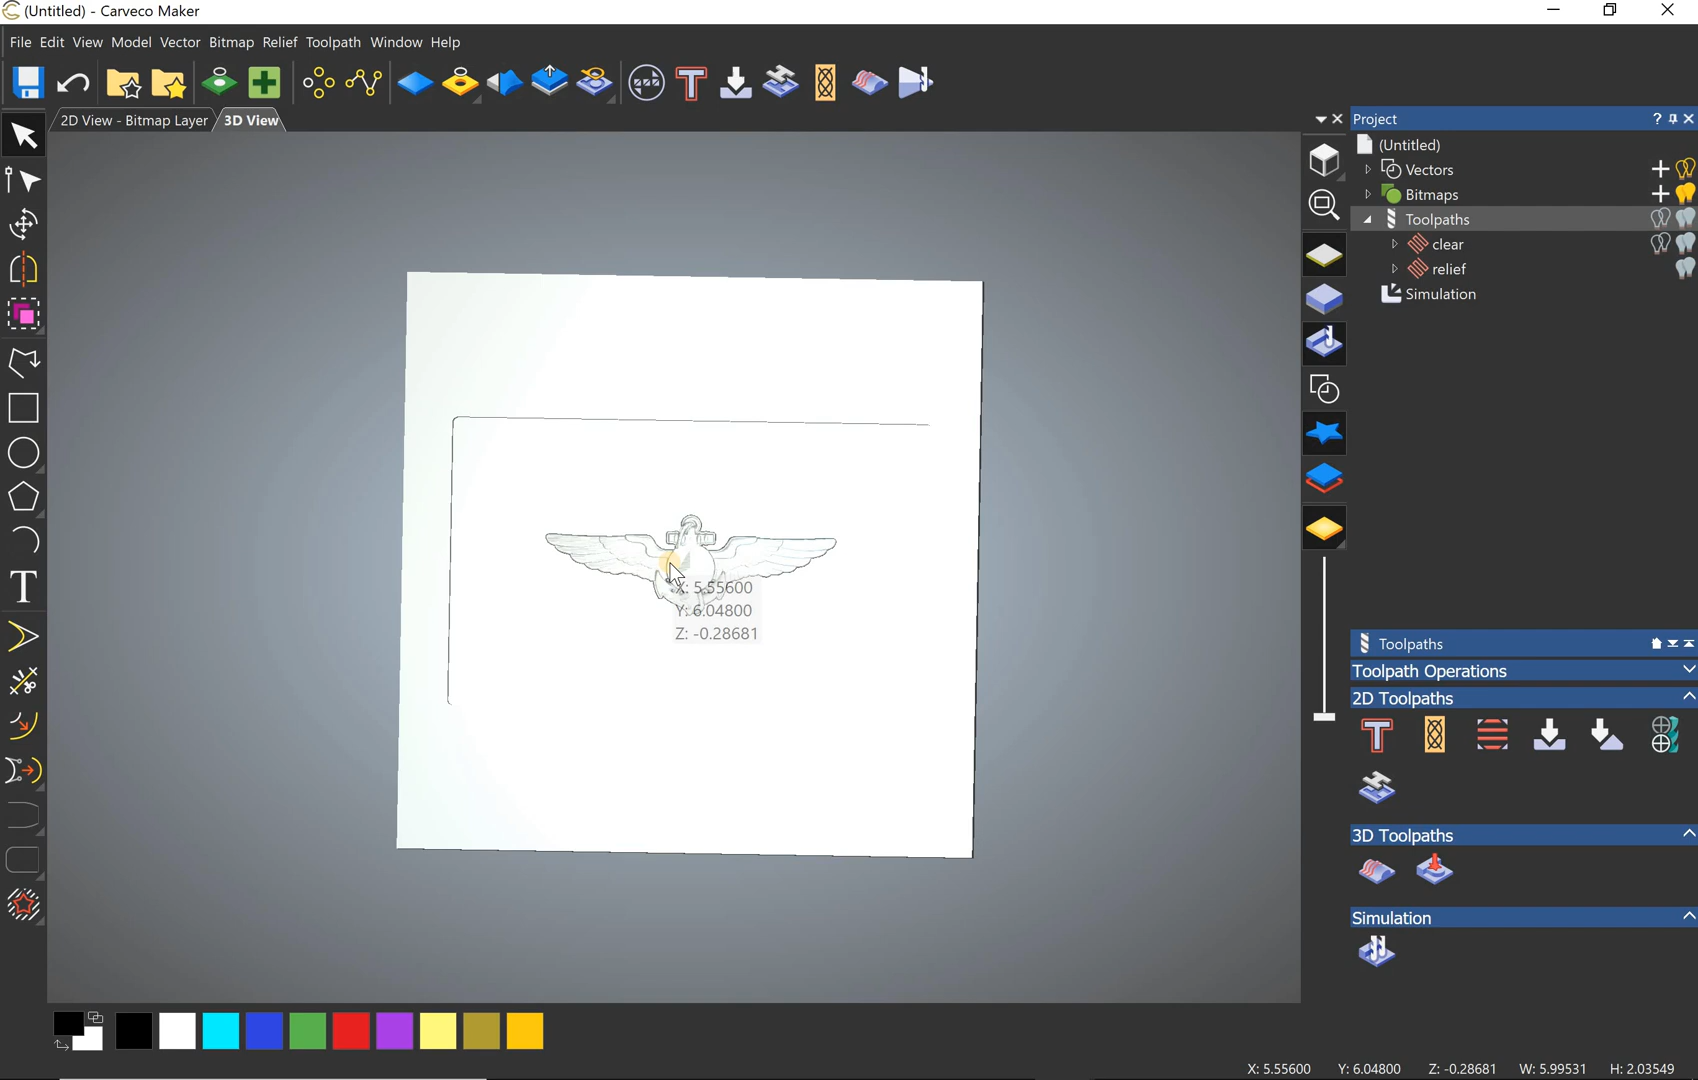 (Untitled) - Carveco Maker
File Edit View Model Vector Bitmap Relief Toolpath Window Help
2D View - Bitmap Layer 3D View
Project
(Untitled)
Vectors
Bitmaps
Toolpaths
clear
relief
Simulation
X: 5.55600
Y: 6.04800
Z: -0.28681
Toolpaths
Toolpath Operations
2D Toolpaths
3D Toolpaths
Simulation
X: 5.55600 Y: 6.04800 Z: -0.28681 W: 5.99531 H: 2.03549